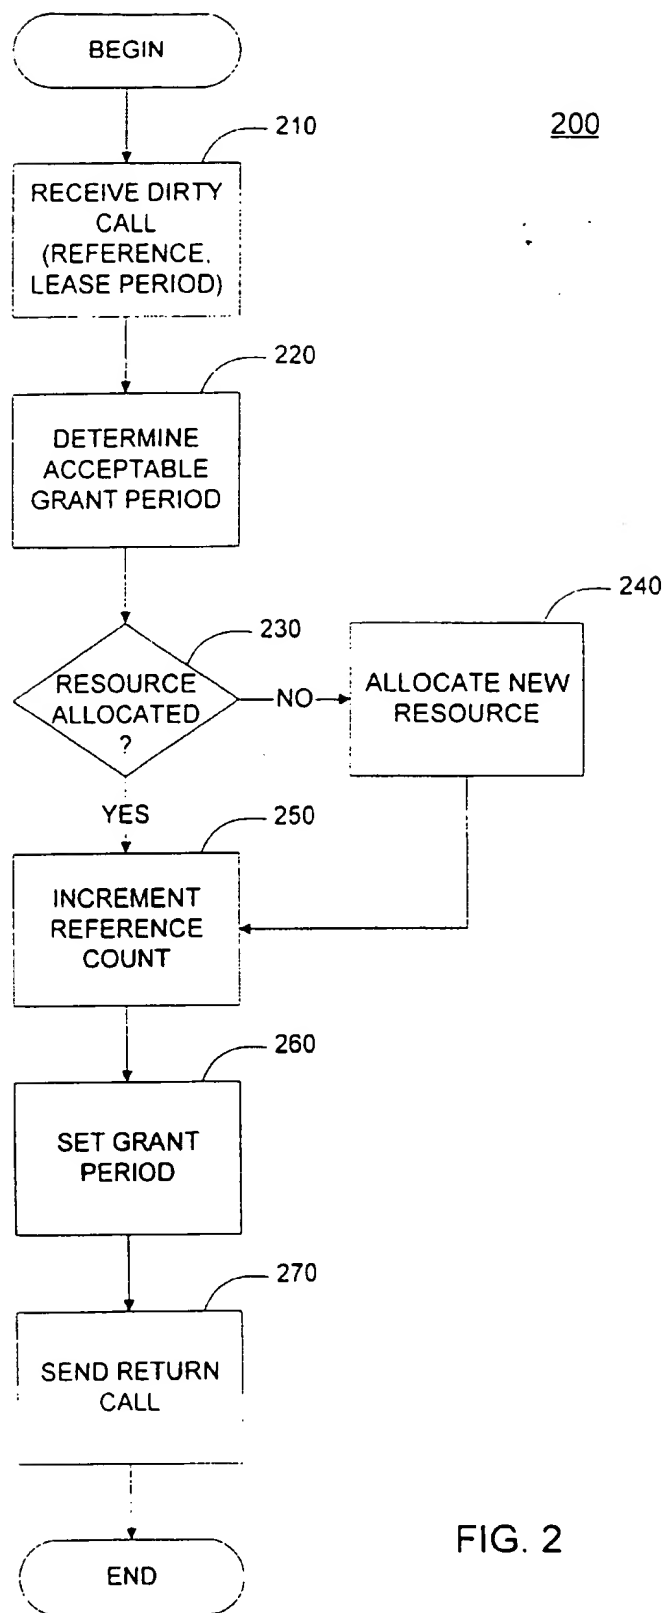 BEGIN
210
200
RECEIVE DIRTY
CALL
(REFERENCE,
LEASE PERIOD)
220
DETERMINE
ACCEPTABLE
GRANT PERIOD
230
RESOURCE
ALLOCATED
?
NO
240
ALLOCATE NEW
RESOURCE
YES
250
INCREMENT
REFERENCE
COUNT
260
SET GRANT
PERIOD
270
SEND RETURN
CALL
END
FIG. 2